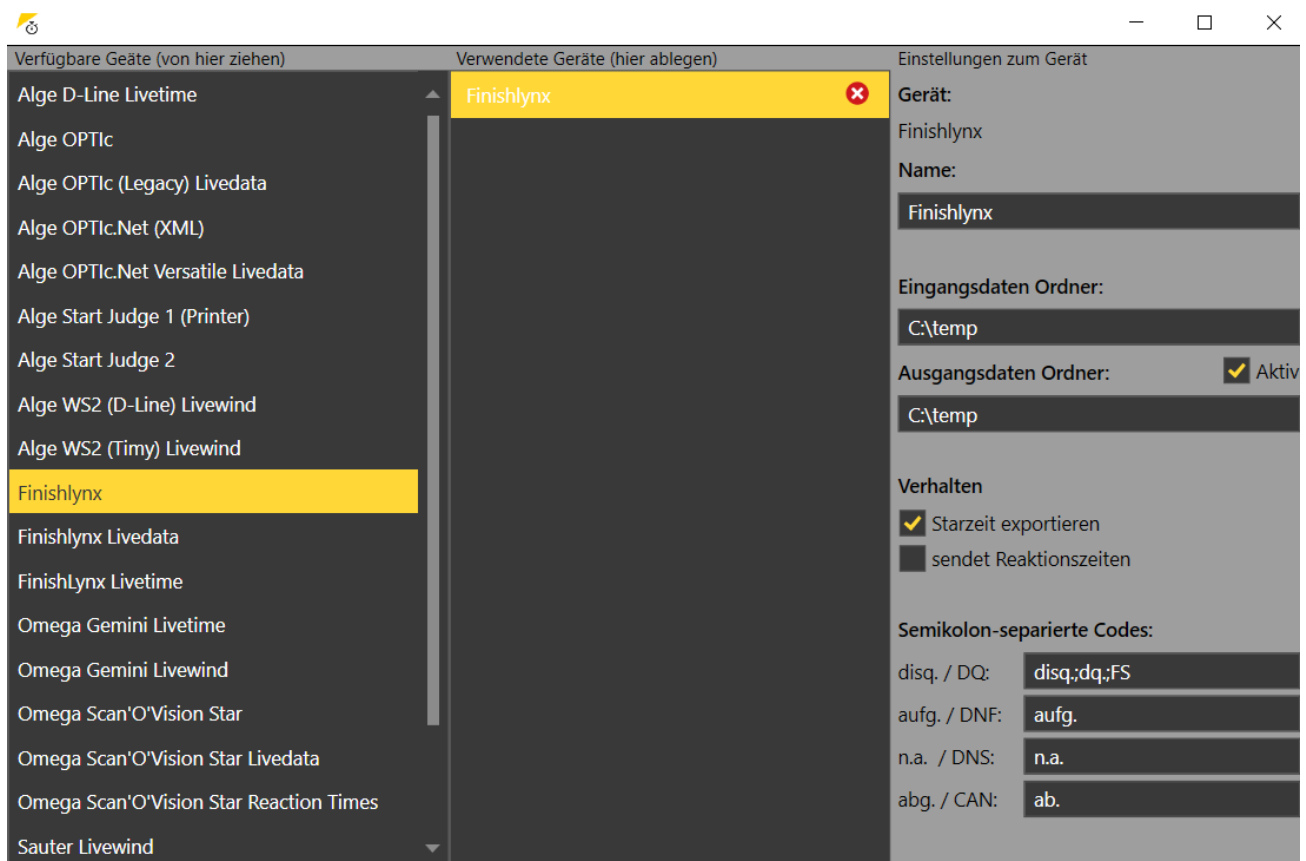 Verfügbare Geäte (von hier ziehen)
Alge D-Line Livetime
Alge OPTIc
Alge OPTIc (Legacy) Livedata
Alge OPTIc.Net (XML)
Alge OPTIc.Net Versatile Livedata
Alge Start Judge 1 (Printer)
Alge Start Judge 2
Alge WS2 (D-Line) Livewind
Alge WS2 (Timy) Livewind
Finishlynx
Finishlynx Livedata
FinishLynx Livetime
Omega Gemini Livetime
Omega Gemini Livewind
Omega Scan'O'Vision Star
Omega Scan'O'Vision Star Livedata
Omega Scan'O'Vision Star Reaction Times
Sauter Livewind
Verwendete Geräte (hier ablegen)
Finishlynx
Einstellungen zum Gerät
Gerät:
Finishlynx
Name:
Finishlynx
Eingangsdaten Ordner:
C:\temp
Ausgangsdaten Ordner: Aktiv
C:\temp
Verhalten
Starzeit exportieren
sendet Reaktionszeiten
Semikolon-separierte Codes:
disq. / DQ: disq.;dq.;FS
aufg. / DNF: aufg.
n.a. / DNS: n.a.
abg. / CAN: ab.